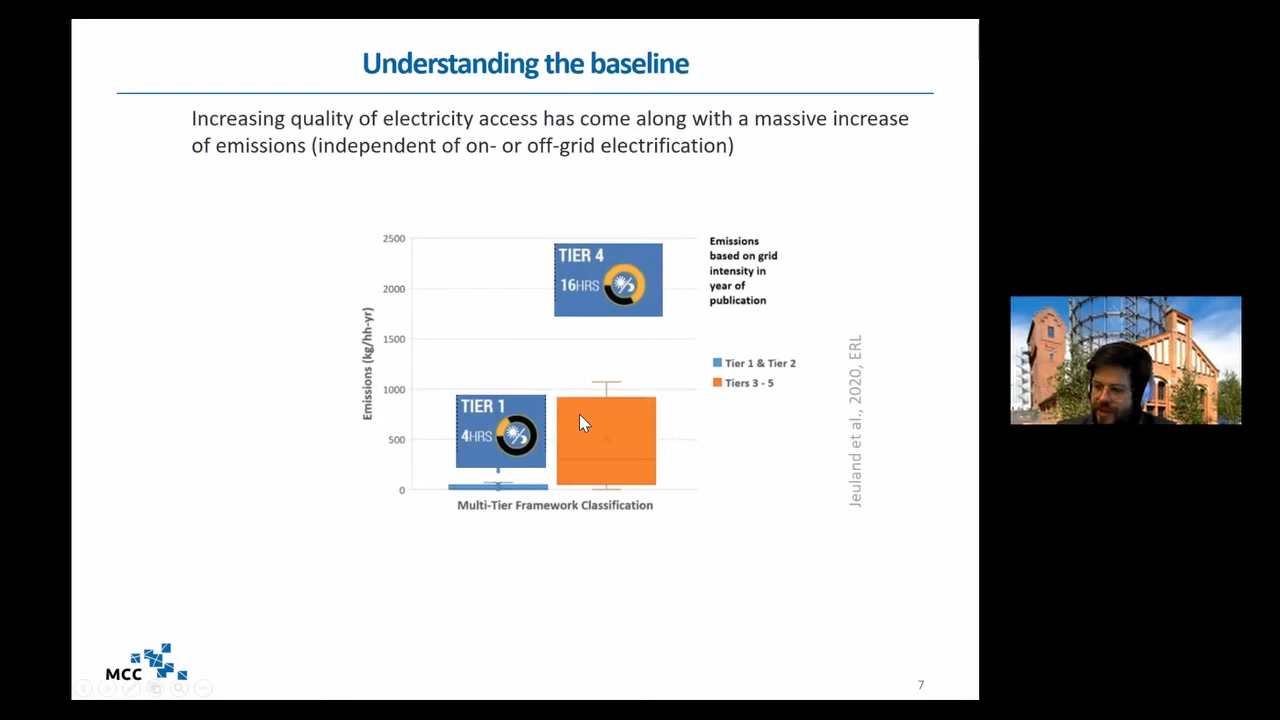 Understanding the baseline
Increasing quality of electricity access has come along with a massive increase
of emissions (independent of on- or off-grid electrification)
2500
2000
1500
1000
500
0
Emissions (kg/hh-yr)
TIER 4
16HRS
TIER 1
4HRS
Multi-Tier Framework Classification
Emissions
based on grid
intensity in
year of
publication
Tier 1 & Tier 2
Tiers 3 - 5
Jeuland et al., 2020, ERL
MCC
7